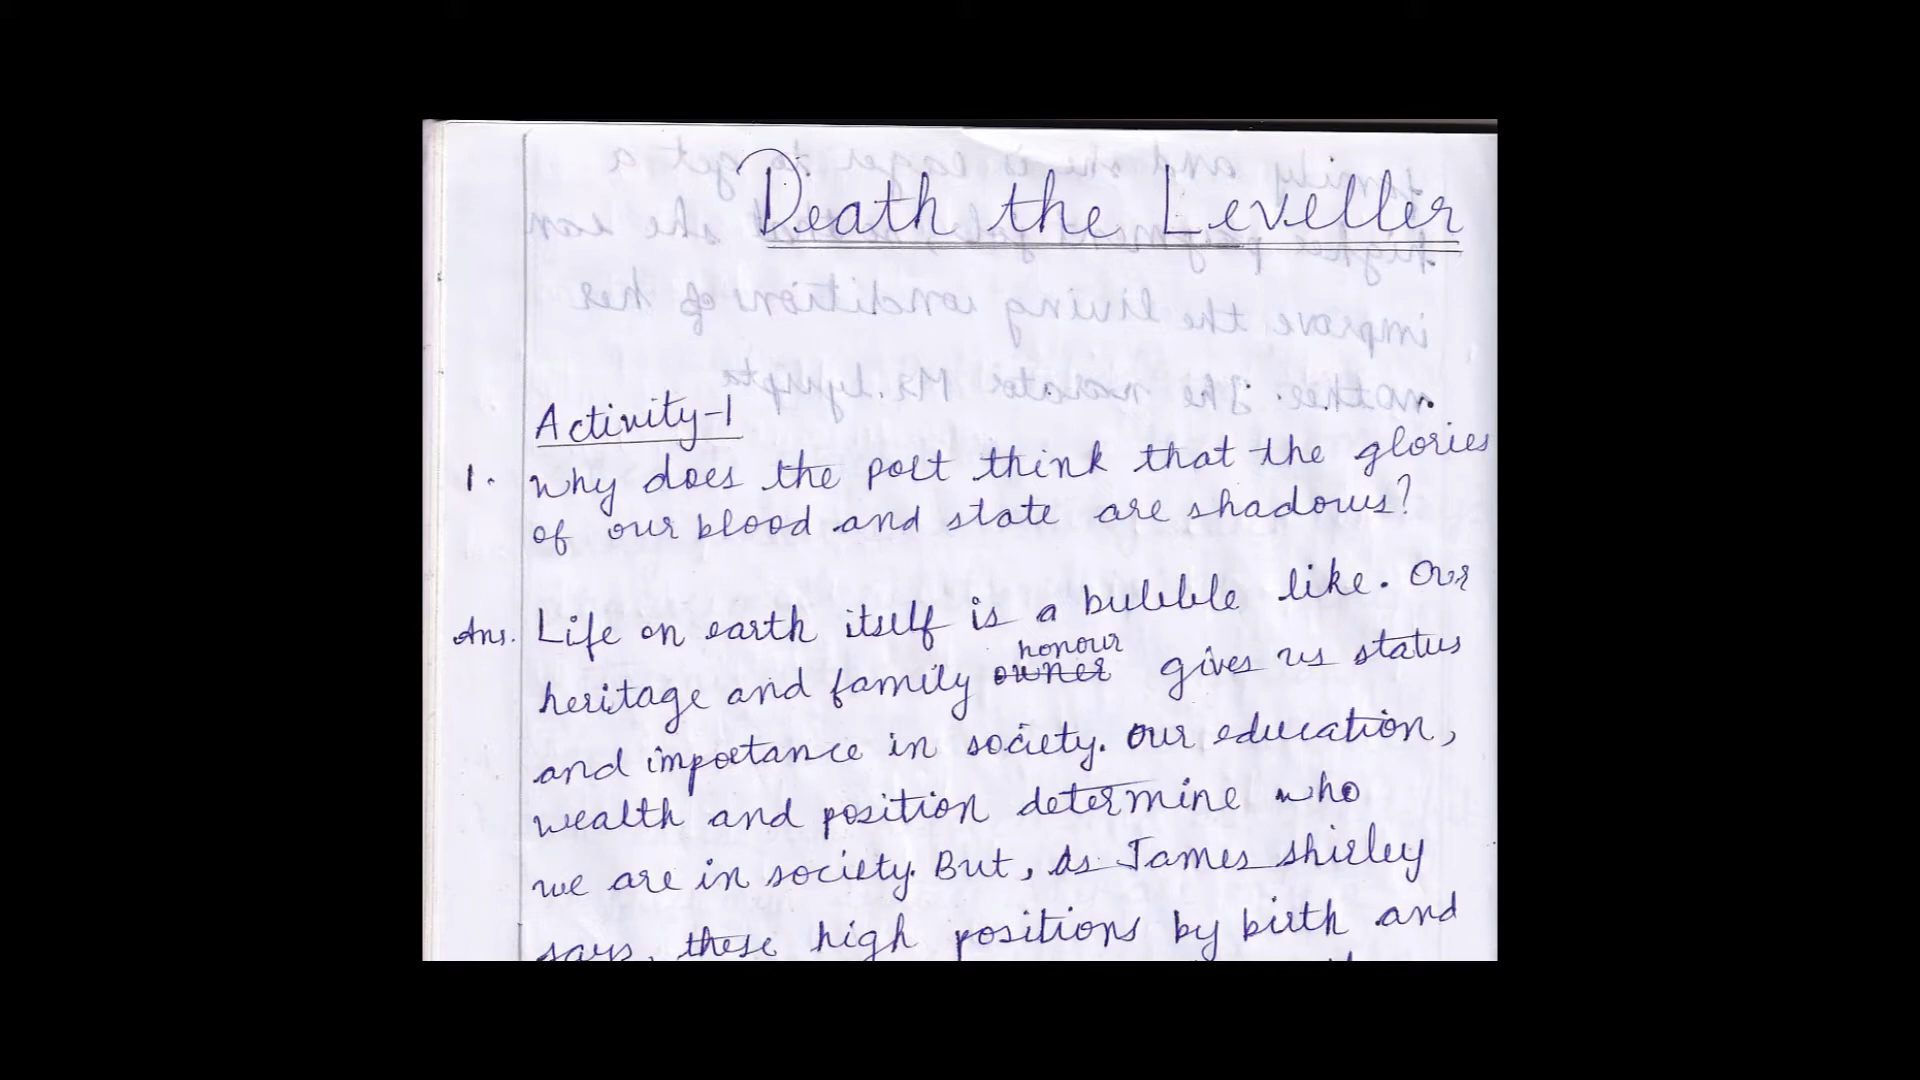 Death the Leveller
Activity-1
1. Why does the poet think that the glories
of our blood and state are shadows?
Ans. Life on earth itself is a bubble like. Our
honour
heritage and family owner gives us status
and importance in society. Our education,
wealth and position determine who
we are in society. But, as James shirley
says, these high positions by birth and